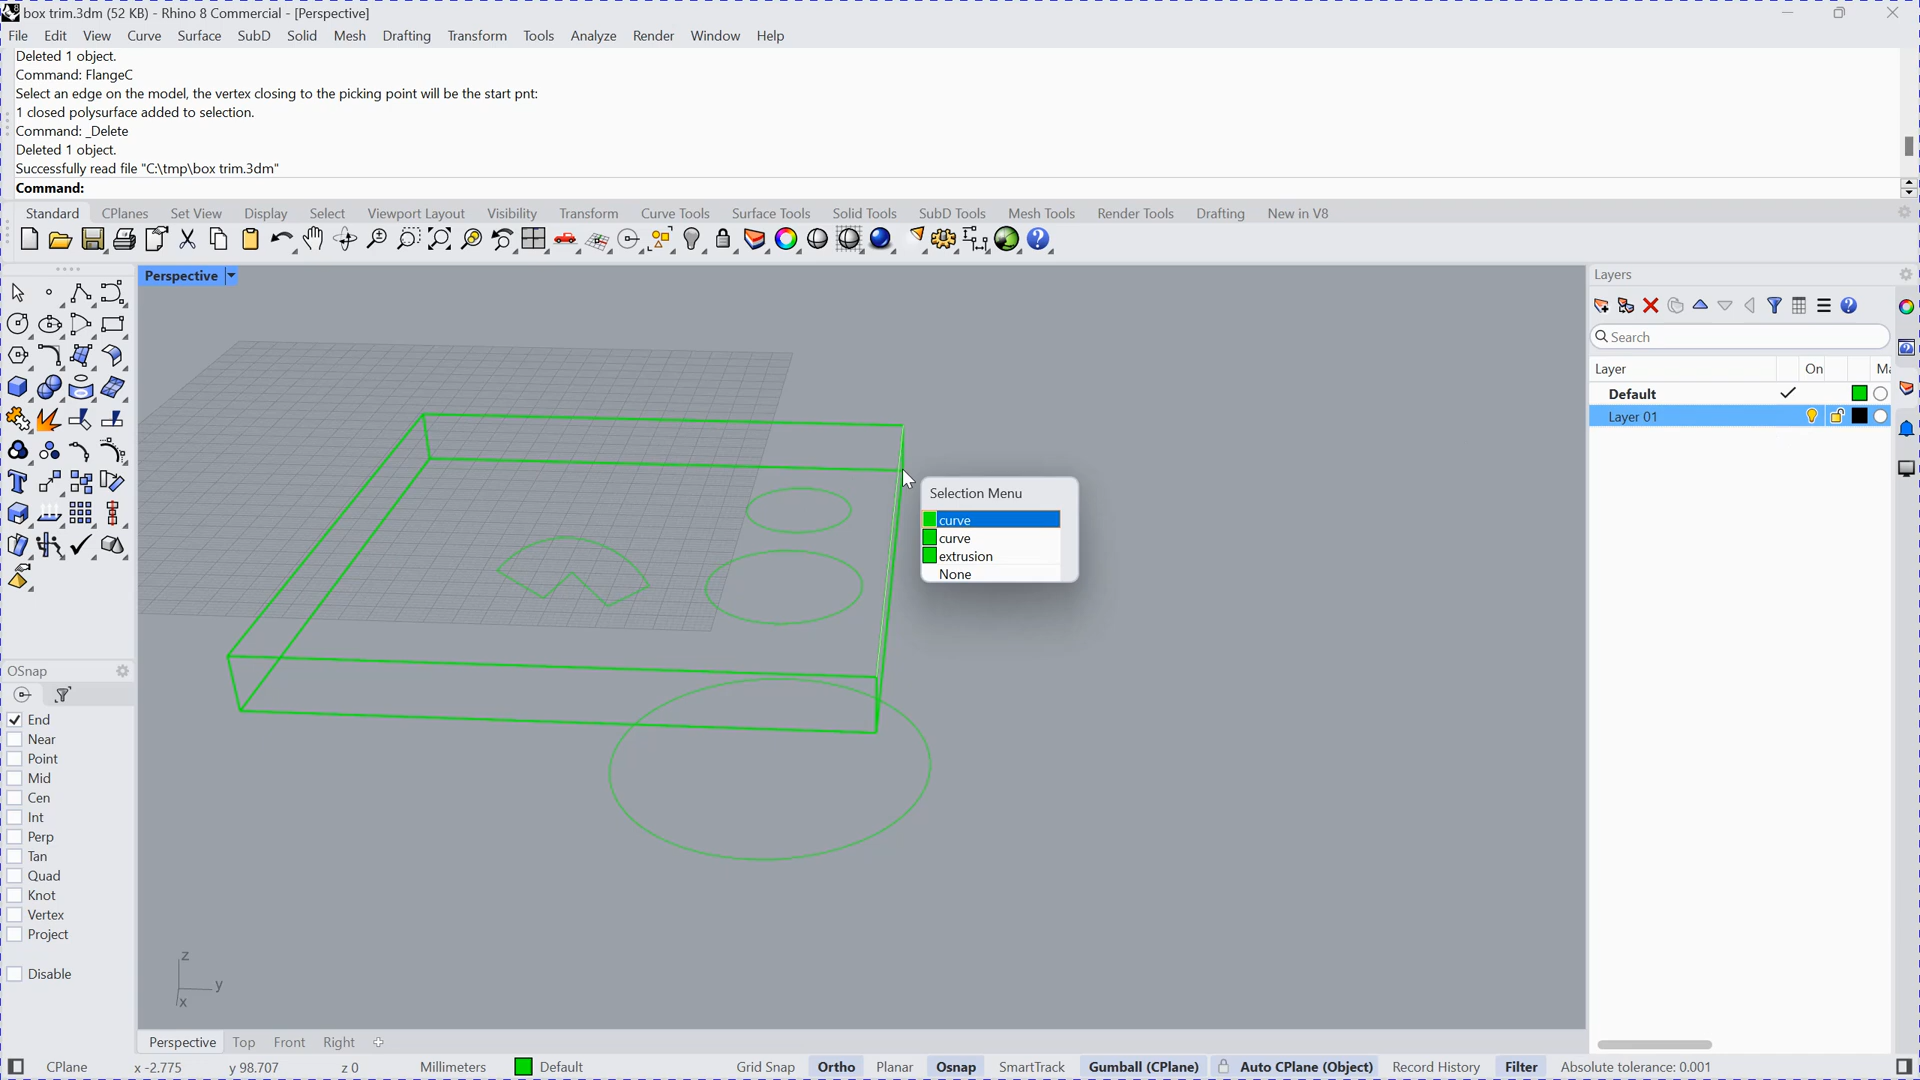 box trim.3dm (52 KB) - Rhino 8 Commercial - [Perspective]
File Edit View Curve Surface SubD Solid Mesh Drafting Transform Tools Analyze Render Window Help
Deleted 1 object.
Command: FlangeC
Select an edge on the model, the vertex closing to the picking point will be the start pnt:
1 closed polysurface added to selection.
Command: _Delete
Deleted 1 object.
Successfully read file "C:\tmp\box trim.3dm"
Command:
Standard CPlanes Set View Display Select Viewport Layout Visibility Transform Curve Tools Surface Tools Solid Tools SubD Tools Mesh Tools Render Tools Drafting New in V8
Perspective
Layers
Search
Layer On Ma
Default
Layer 01
Selection Menu
curve
curve
extrusion
None
OSnap
End
Near
Point
Mid
Cen
Int
Perp
Tan
Quad
Knot
Vertex
Project
Disable
z
y
x
Perspective Top Front Right
CPlane x -2.775 y 98.707 z 0 Millimeters Default Grid Snap Ortho Planar Osnap SmartTrack Gumball (CPlane) Auto CPlane (Object) Record History Filter Absolute tolerance: 0.001